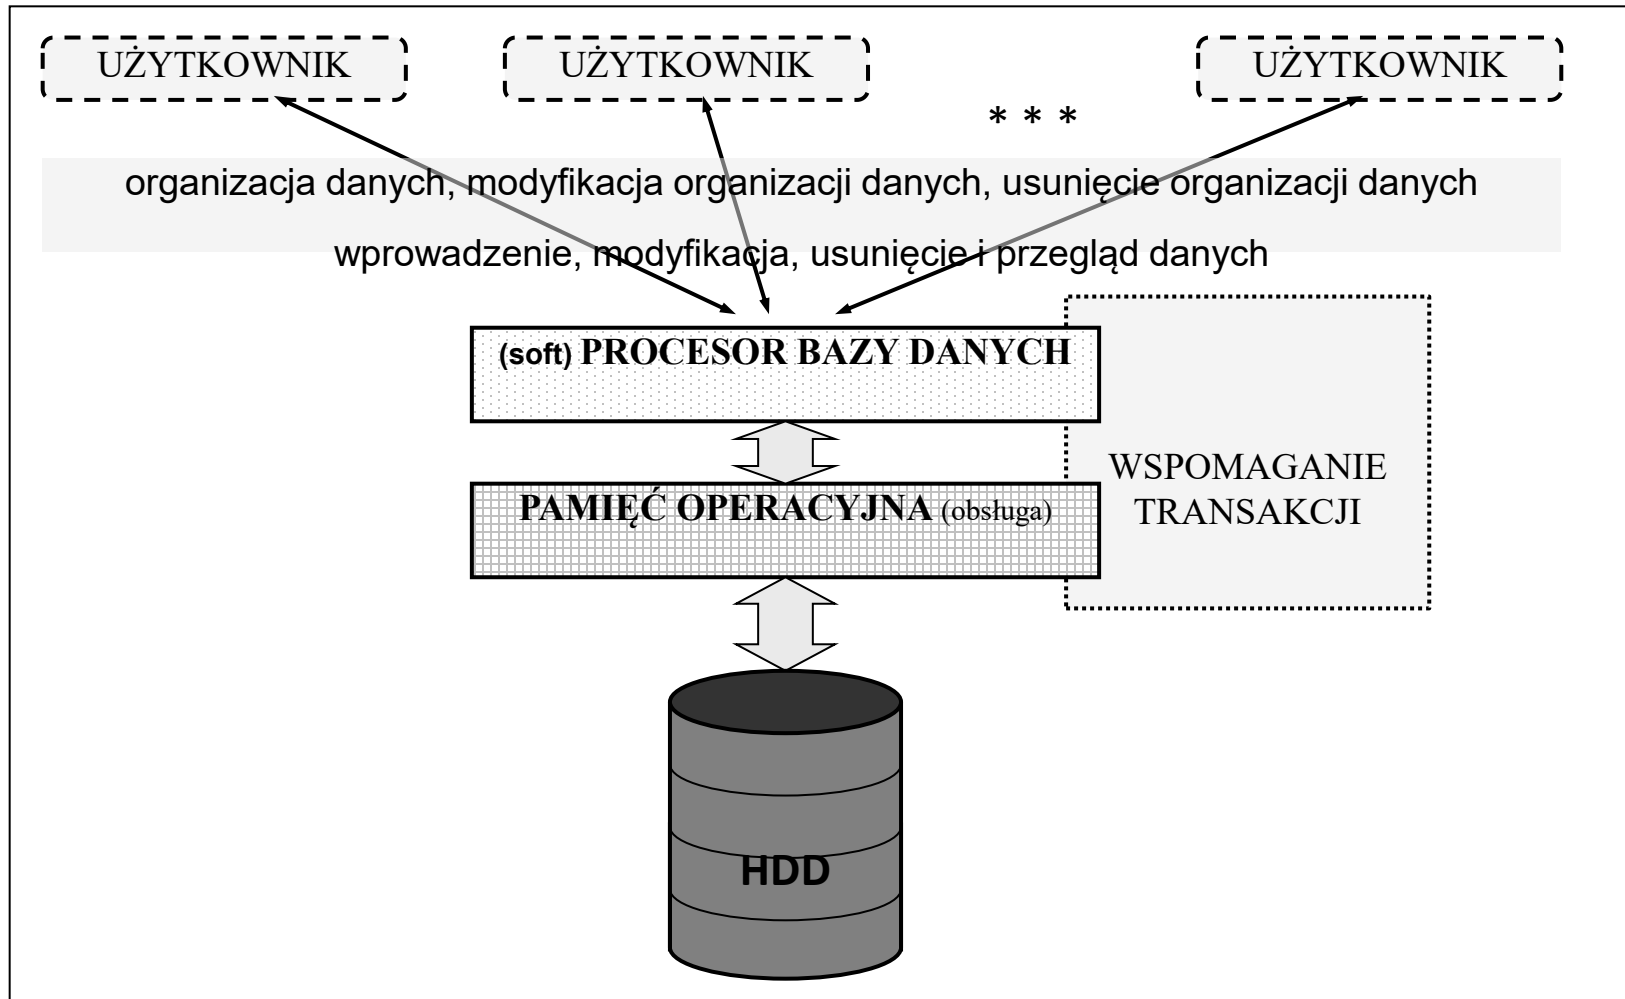 UŻYTKOWNIK UŻYTKOWNIK UŻYTKOWNIK
* * *
organizacja danych, modyfikacja organizacji danych, usunięcie organizacji danych
wprowadzenie, modyfikacja, usunięcie i przegląd danych
(soft) PROCESOR BAZY DANYCH
WSPOMAGANIE
TRANSAKCJI
PAMIĘĆ OPERACYJNA (obsługa)
HDD